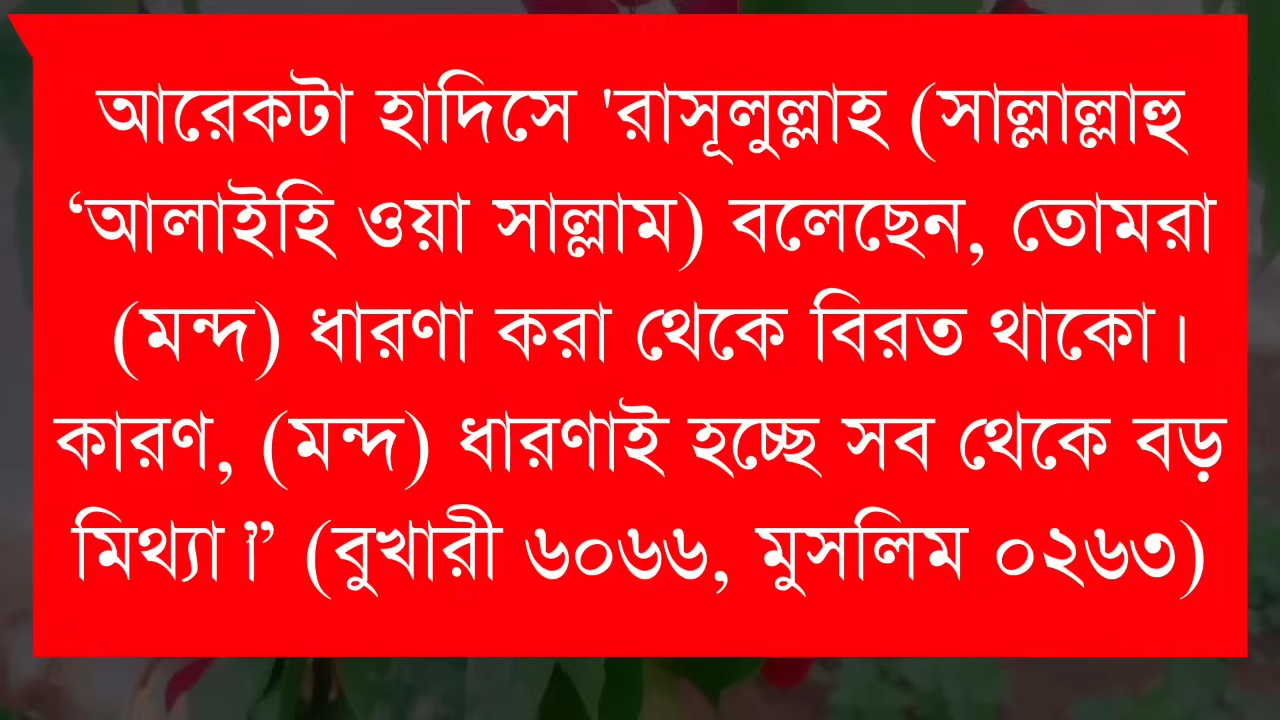 আরেকটা হাদিসে 'রাসূলুল্লাহ (সাল্লাল্লাহু
‘আলাইহি ওয়া সাল্লাম) বলেছেন, তোমরা
(মন্দ) ধারণা করা থেকে বিরত থাকো।
কারণ, (মন্দ) ধারণাই হচ্ছে সব থেকে বড়
মিথ্যা।’’ (বুখারী ৬০৬৬, মুসলিম ০২৬৩)